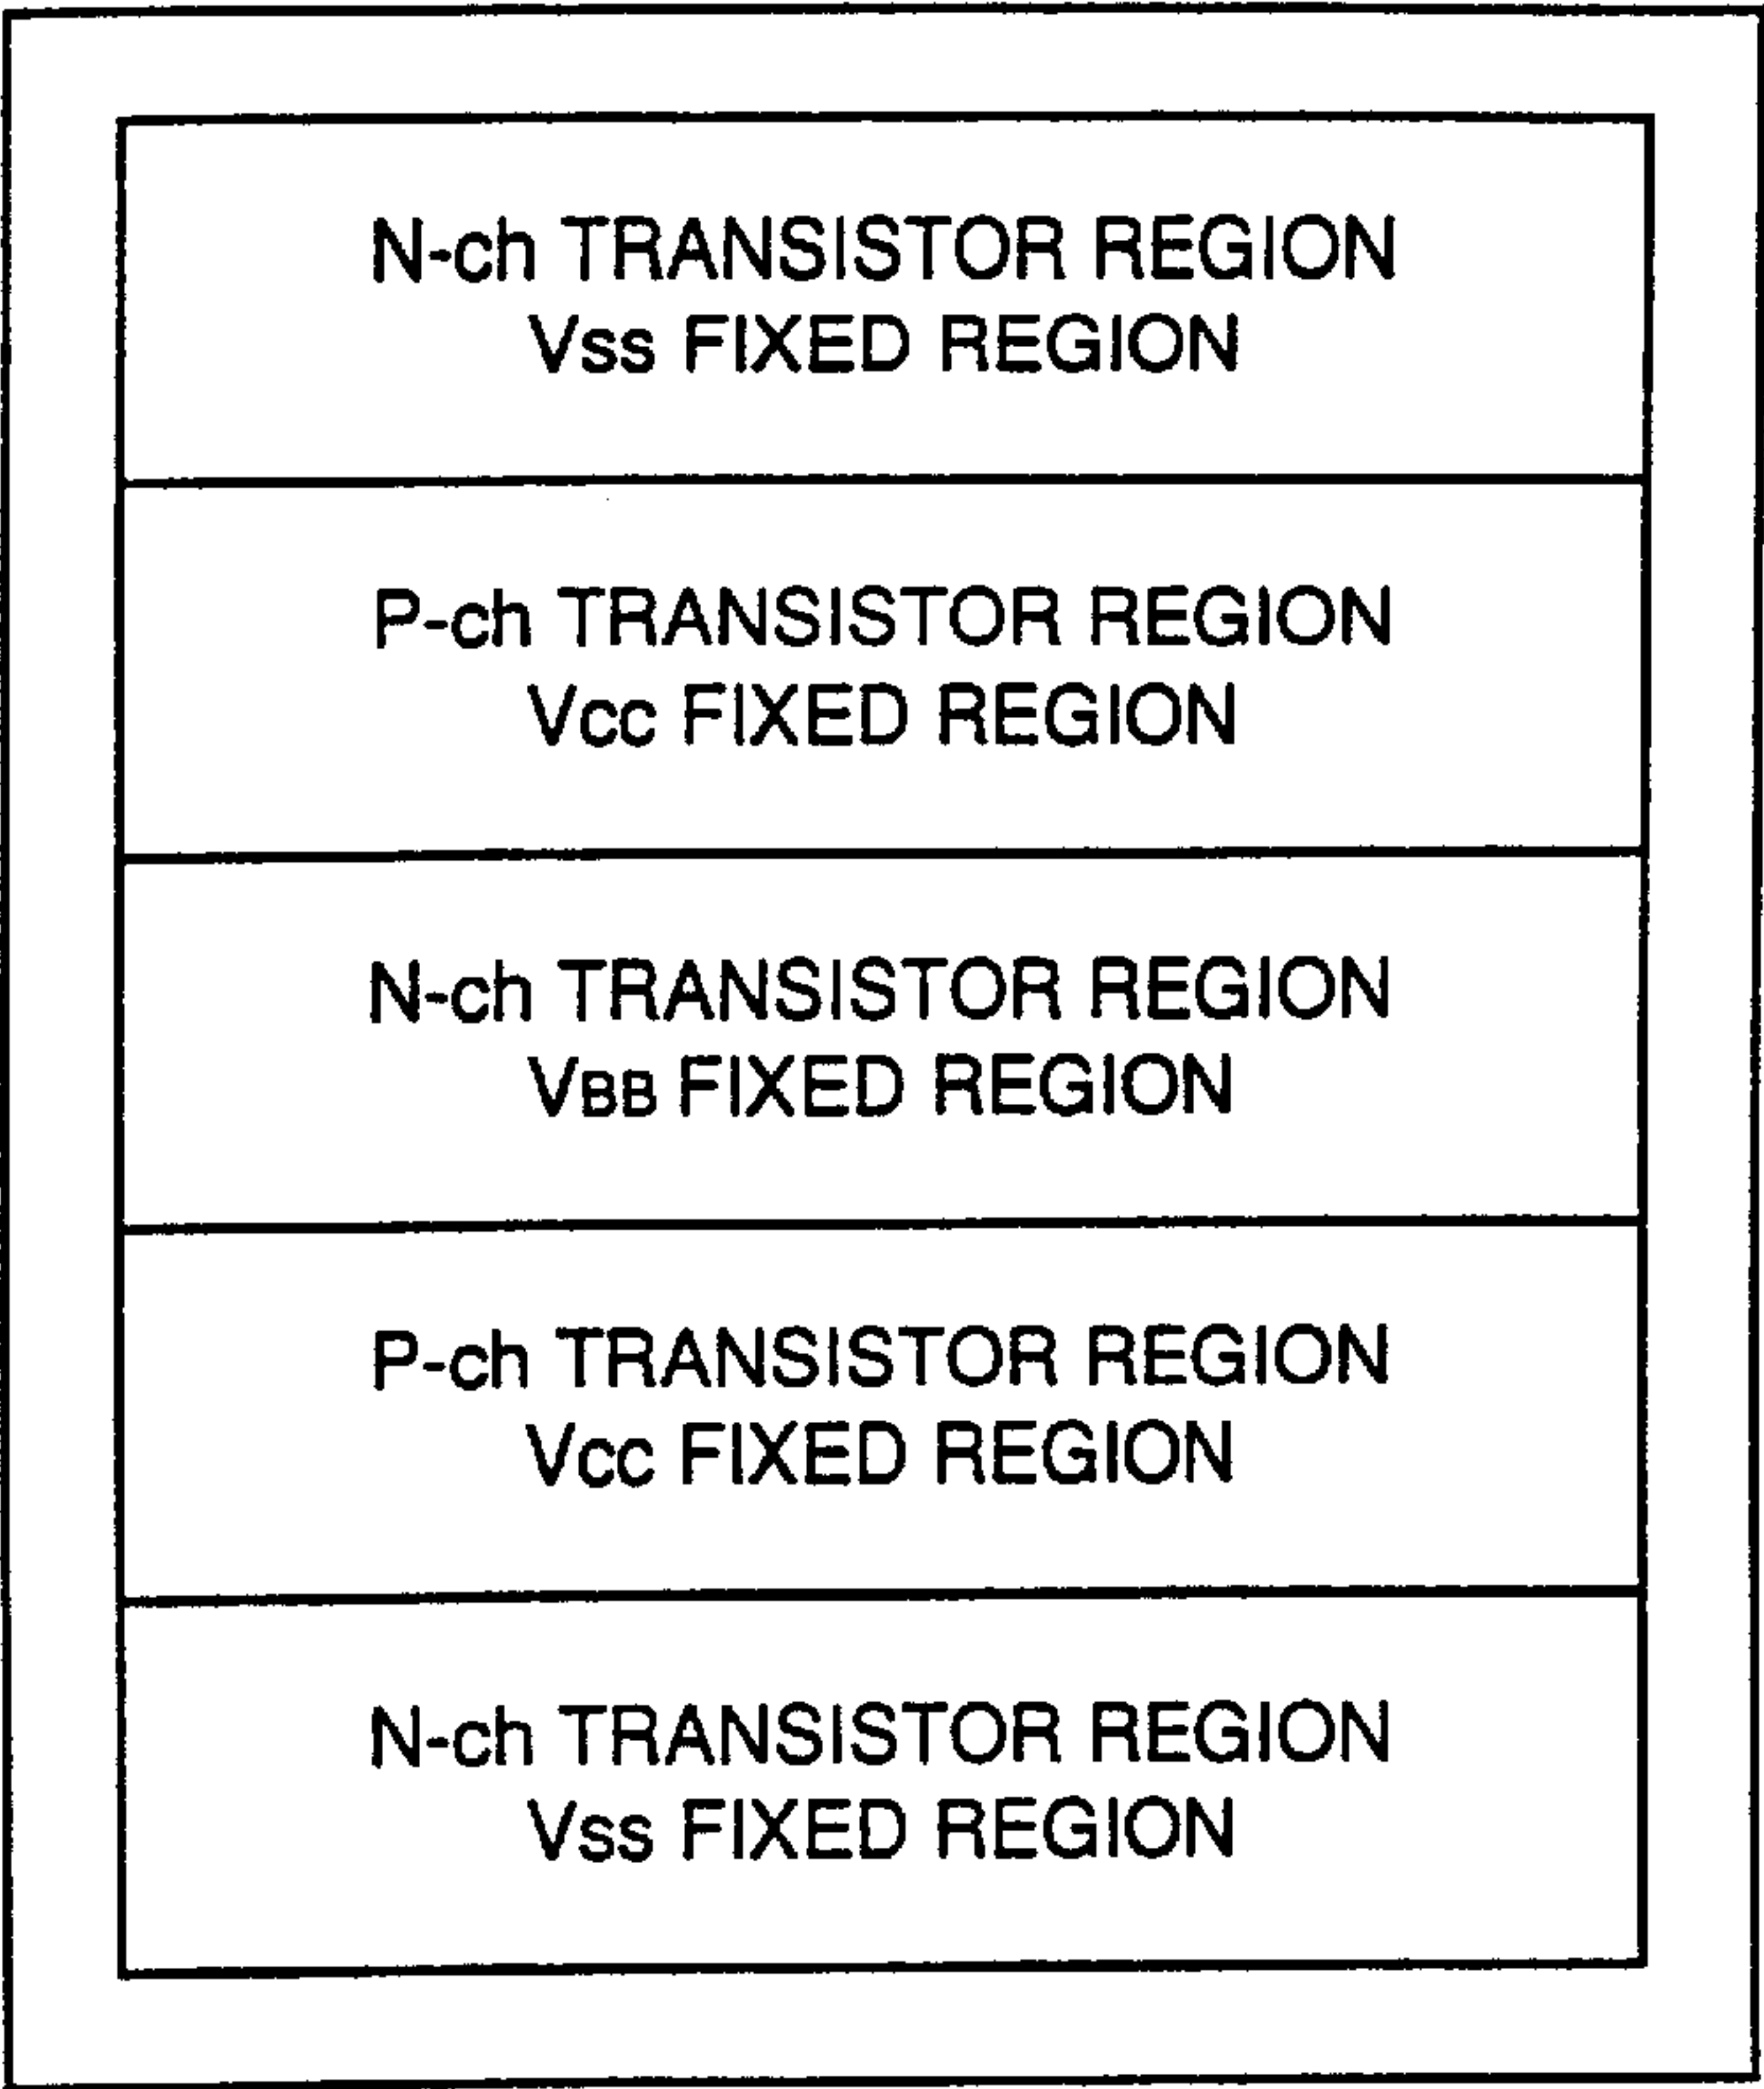 N-ch TRANSISTOR REGION
Vss FIXED REGION
P-ch TRANSISTOR REGION
Vcc FIXED REGION
N-ch TRANSISTOR REGION
VBB FIXED REGION
P-ch TRANSISTOR REGION
Vcc FIXED REGION
N-ch TRANSISTOR REGION
Vss FIXED REGION